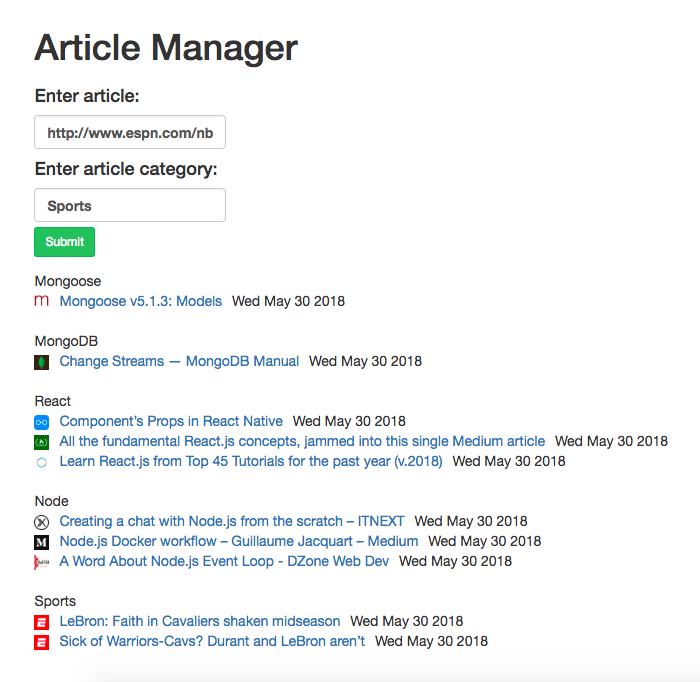 Article Manager
Enter article:
http://www.espn.com/nb
Enter article category:
Sports
Submit
Mongoose
m Mongoose v5.1.3: Models Wed May 30 2018
MongoDB
Change Streams — MongoDB Manual Wed May 30 2018
React
Component’s Props in React Native Wed May 30 2018
All the fundamental React.js concepts, jammed into this single Medium article Wed May 30 2018
Learn React.js from Top 45 Tutorials for the past year (v.2018) Wed May 30 2018
Node
Creating a chat with Node.js from the scratch – ITNEXT Wed May 30 2018
M Node.js Docker workflow – Guillaume Jacquart – Medium Wed May 30 2018
A Word About Node.js Event Loop - DZone Web Dev Wed May 30 2018
Sports
E LeBron: Faith in Cavaliers shaken midseason Wed May 30 2018
E Sick of Warriors-Cavs? Durant and LeBron aren’t Wed May 30 2018